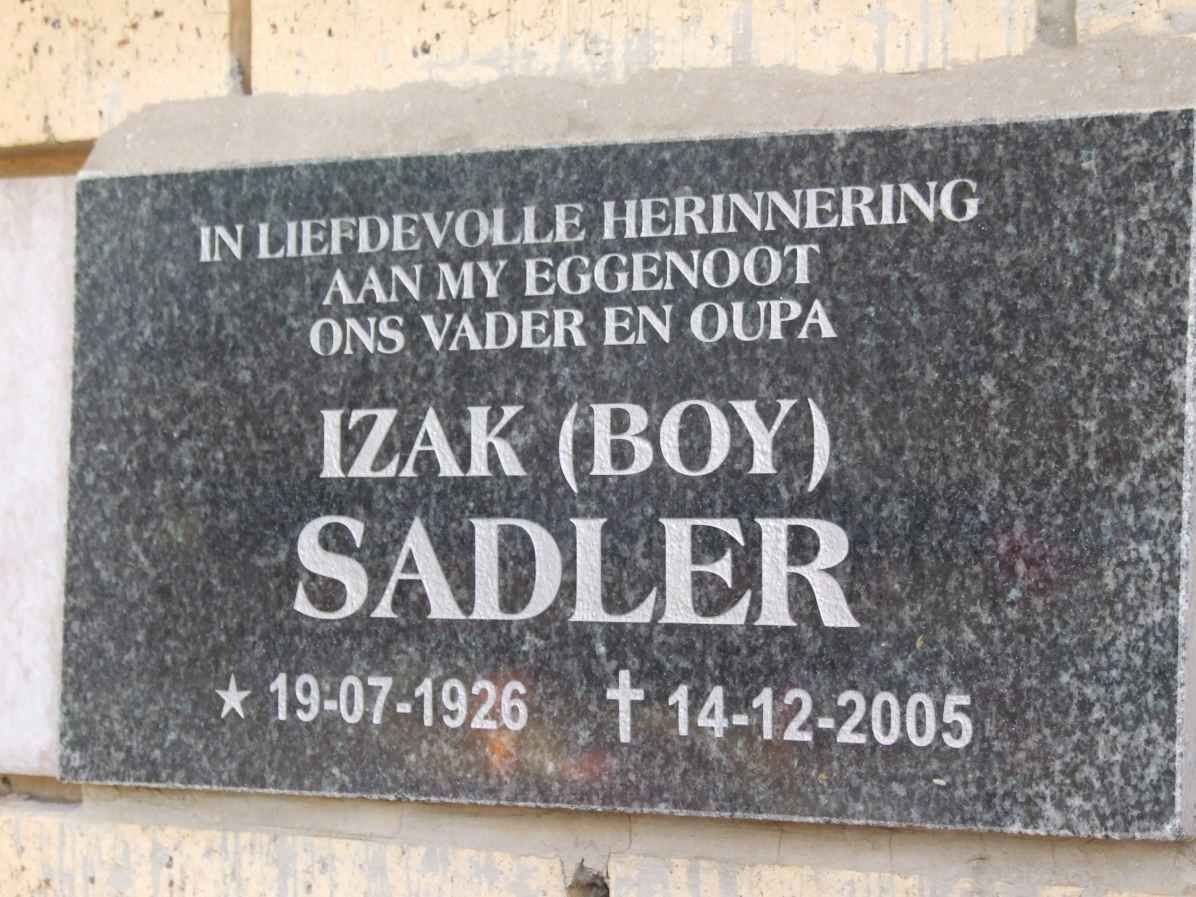 IN LIEFDEVOLLE HERINNERING
AAN MY EGGENOOT
ONS VADER EN OUPA
IZAK (BOY)
SADLER
★ 19-07-1926 ✝ 14-12-2005